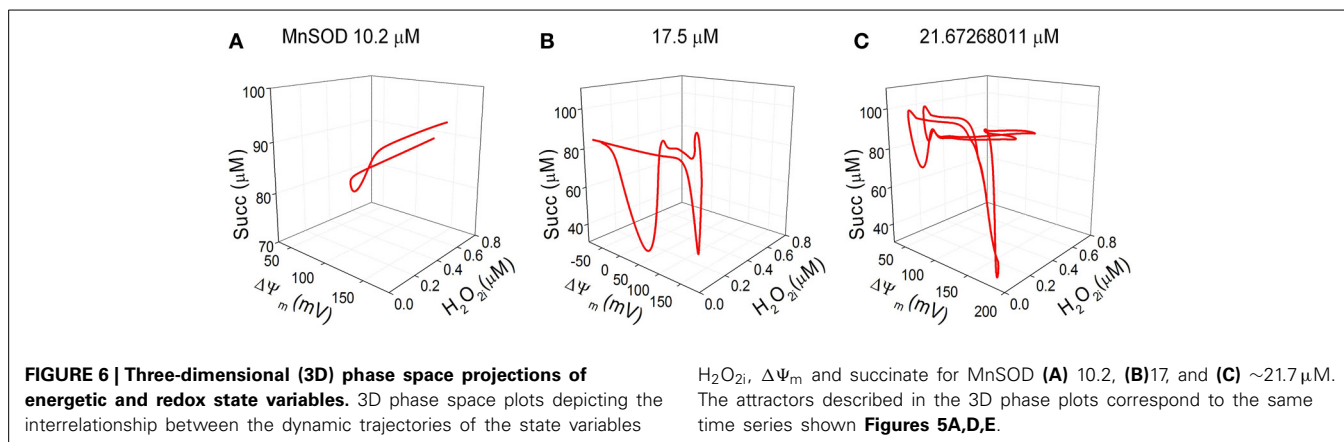 A MnSOD 10.2 μM
B 17.5 μM
C 21.67268011 μM
100
90
80
70
Succ (μM)
50
100
150
ΔΨm (mV)
0.0
0.2
0.4
0.6
0.8
H2O2i(μM)
100
80
60
40
Succ (μM)
-50
0
50
100
150
ΔΨm (mV)
0.0
0.2
0.4
0.6
0.8
H2O2i(μM)
100
80
60
40
Succ (μM)
50
100
150
200
ΔΨm (mV)
0.0
0.2
0.4
0.6
0.8
H2O2i(μM)
FIGURE 6 | Three-dimensional (3D) phase space projections of
energetic and redox state variables. 3D phase space plots depicting the
interrelationship between the dynamic trajectories of the state variables
H2O2i, ΔΨm and succinate for MnSOD (A) 10.2, (B)17, and (C) ~21.7 μM.
The attractors described in the 3D phase plots correspond to the same
time series shown Figures 5A,D,E.